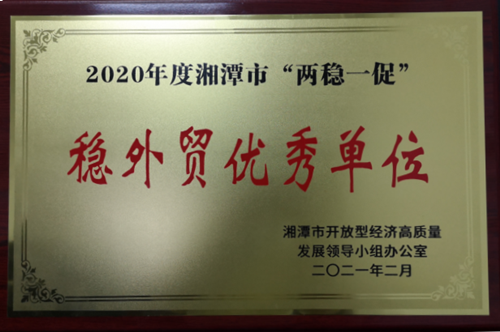 2020年度湘潭市“两稳一促”
稳外贸优秀单位
湘潭市开放型经济高质量
发展领导小组办公室
二〇二一年二月